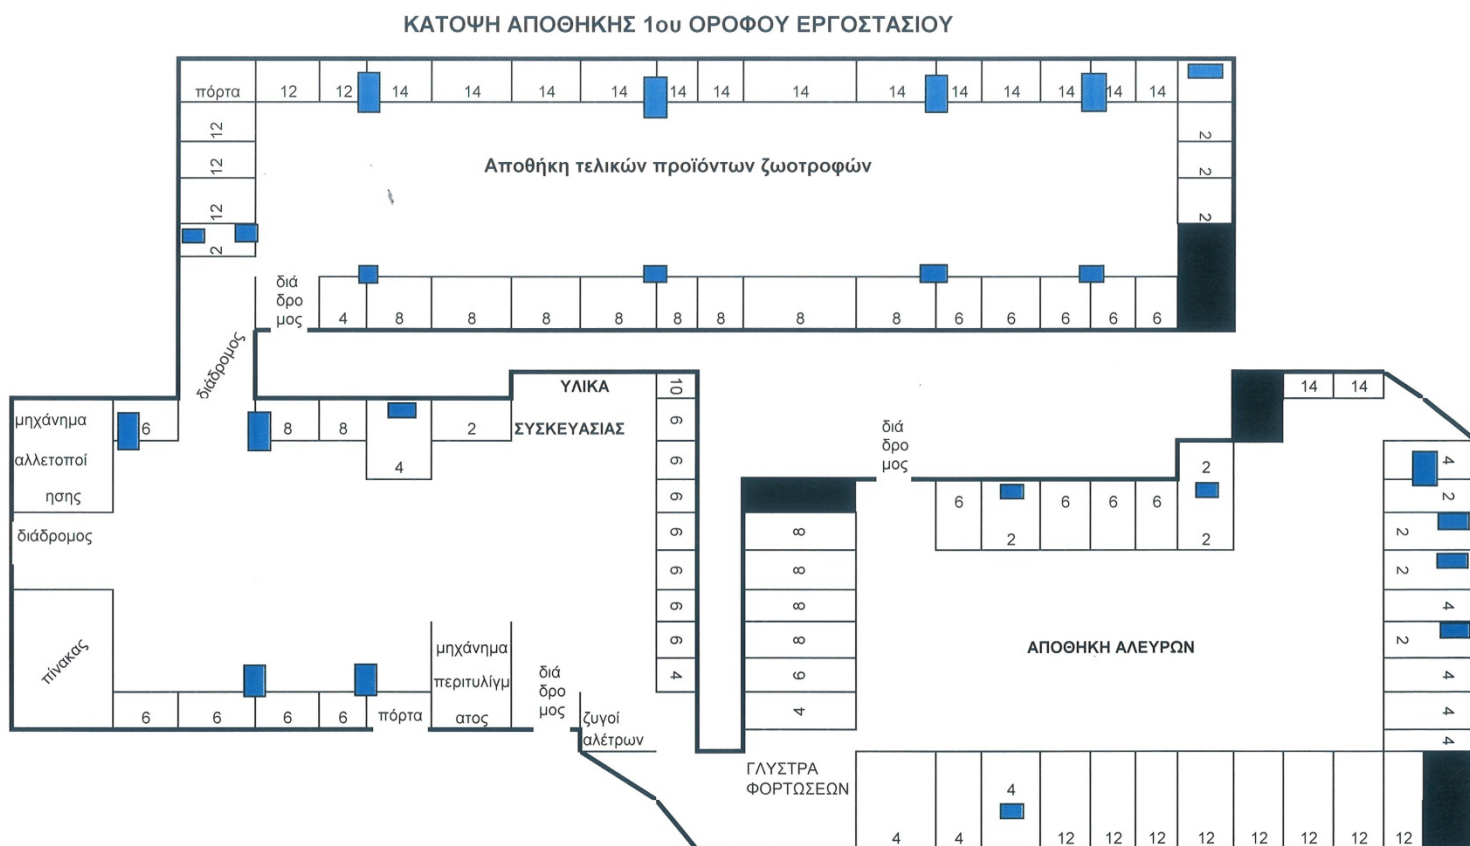 ΚΑΤΟΨΗ ΑΠΟΘΗΚΗΣ 1ου ΟΡΟΦΟΥ ΕΡΓΟΣΤΑΣΙΟΥ
πόρτα 12 12 14 14 14 14 14 14 14 14 14 14 14 14 14
12
12
12
2
2
2
2
Αποθήκη τελικών προϊόντων ζωοτροφών
διά
δρο
μος
4 8 8 8 8 8 8 8 8 6 6 6 6 6
διάδρομος
μηχάνημα
αλλετοποί
ησης
διάδρομος
πίνακας
6 8 8 4 2
ΥΛΙΚΑ
ΣΥΣΚΕΥΑΣΙΑΣ
10
6
6
6
6
6
6
6
4
6 6 6 6 πόρτα
μηχάνημα
περιτυλίγμ
ατος
διά
δρο
μος
ζυγοί
αλέτρων
διά
δρο
μος
8
8
8
8
6
4
6 2 6 6 6 2
2
14 14
4
2
2
2
4
2
4
4
4
ΑΠΟΘΗΚΗ ΑΛΕΥΡΩΝ
ΓΛΥΣΤΡΑ
ΦΟΡΤΩΣΕΩΝ
4 4 4 12 12 12 12 12 12 12 12